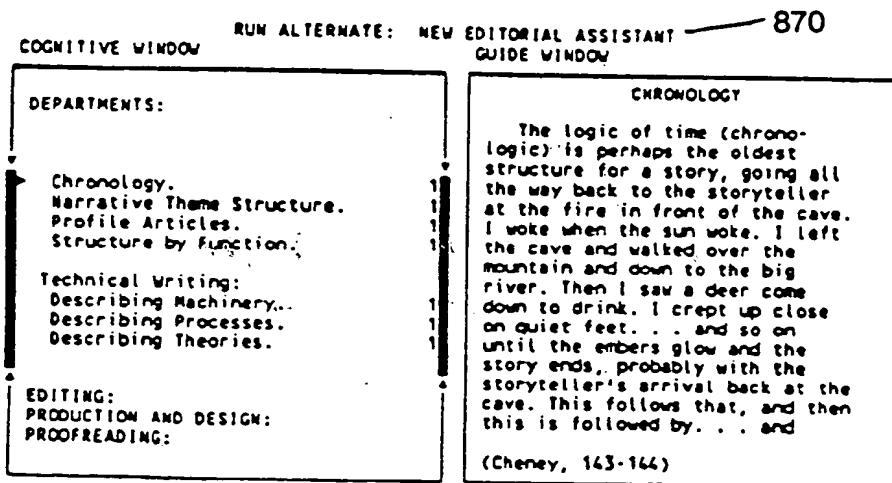 RUN ALTERNATE: NEW EDITORIAL ASSISTANT 870
COGNITIVE WINDOW
GUIDE WINDOW
DEPARTMENTS:
Chronology. 1
Narrative Theme Structure. 1
Profile Articles. 1
Structure by Function. 1
Technical Writing:
Describing Machinery. 1
Describing Processes. 1
Describing Theories. 1
EDITING:
PRODUCTION AND DESIGN:
PROOFREADING:
CHRONOLOGY
The logic of time (chrono-
logic) is perhaps the oldest
structure for a story, going all
the way back to the storyteller
at the fire in front of the cave.
I woke when the sun woke. I left
the cave and walked over the
mountain and down to the big
river. Then I saw a deer come
down to drink. I crept up close
on quiet feet. . . and so on
until the embers glow and the
story ends, probably with the
storyteller's arrival back at the
cave. This follows that, and then
this is followed by. . . and
(Cheney, 143-144)